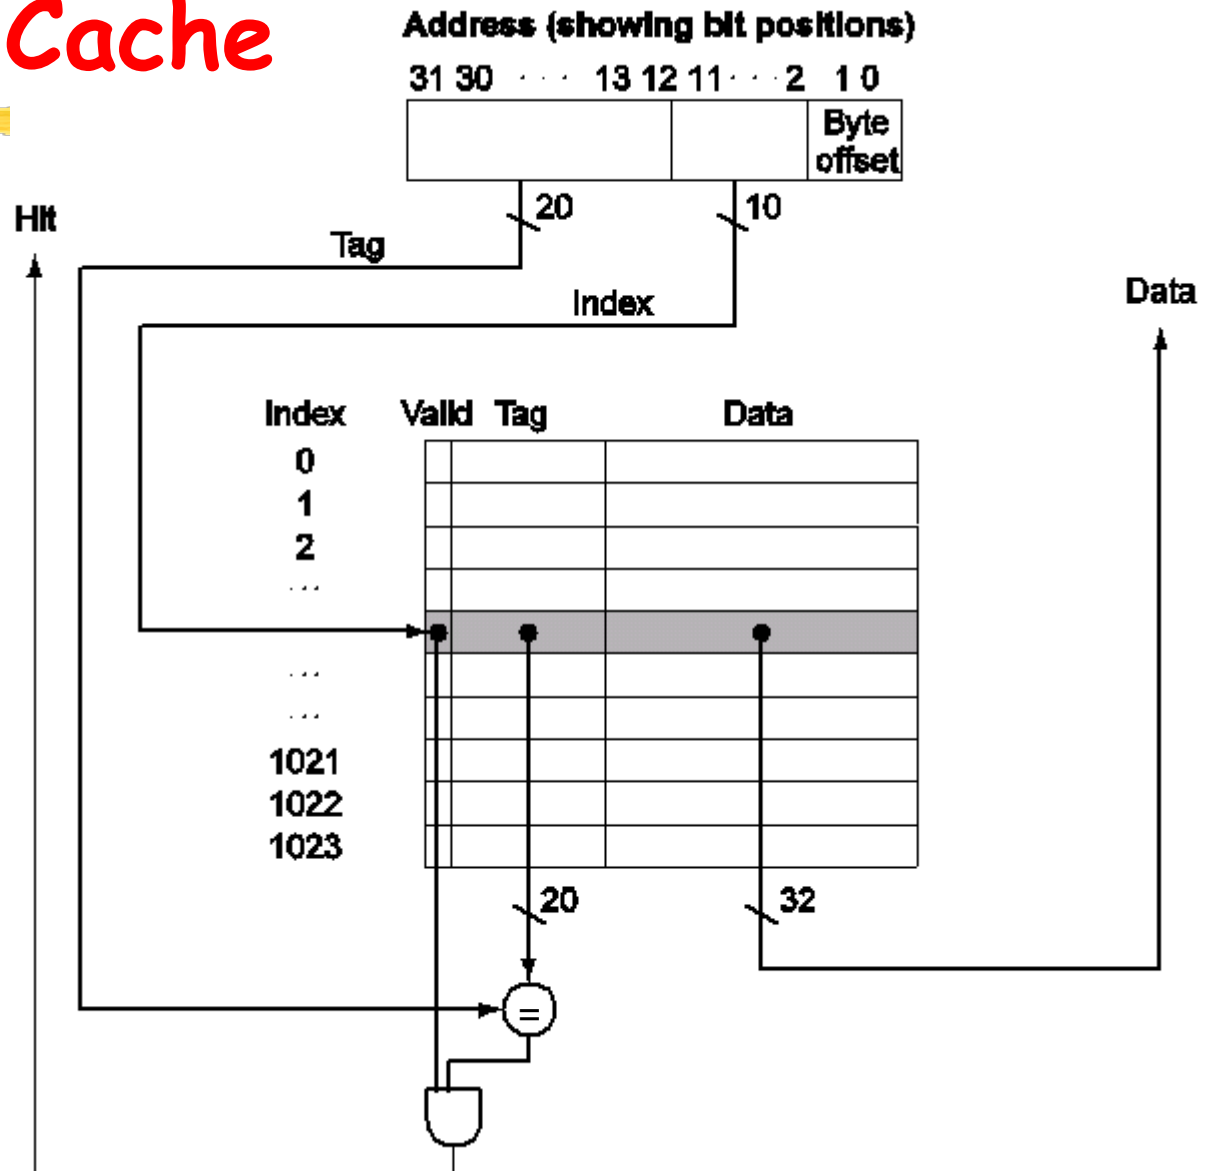 Cache
Address (showing bit positions)
31 30 · · · 13 12 11 · · · 2 1 0
Byte
offset
20
10
Hit
Tag
Data
Index
Index Valid Tag Data
0
1
2
...
...
...
1021
1022
1023
20
32
=